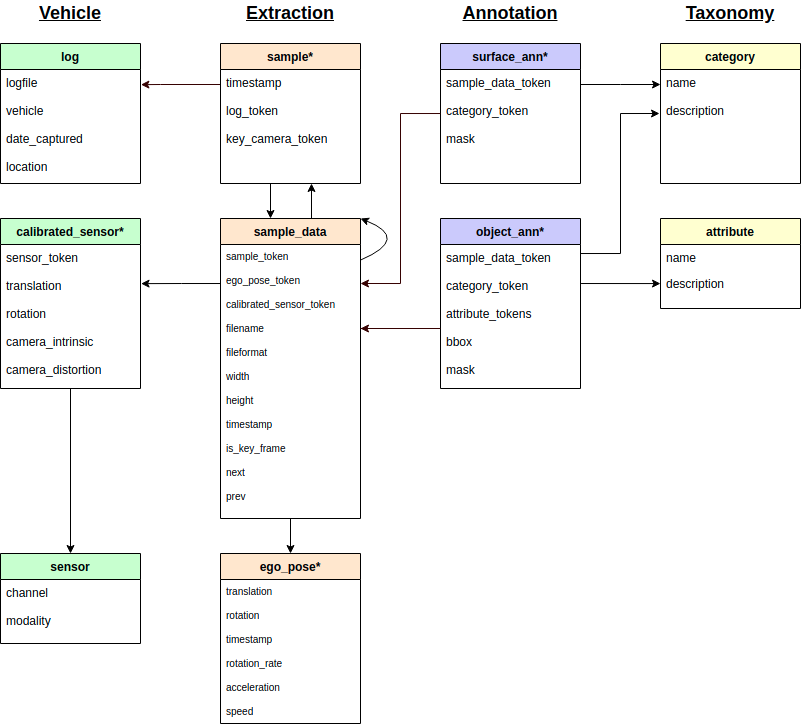 Vehicle
Extraction
Annotation
Taxonomy
log
logfile
vehicle
date_captured
location
sample*
timestamp
log_token
key_camera_token
surface_ann*
sample_data_token
category_token
mask
category
name
description
calibrated_sensor*
sensor_token
translation
rotation
camera_intrinsic
camera_distortion
sample_data
sample_token
ego_pose_token
calibrated_sensor_token
filename
fileformat
width
height
timestamp
is_key_frame
next
prev
object_ann*
sample_data_token
category_token
attribute_tokens
bbox
mask
attribute
name
description
sensor
channel
modality
ego_pose*
translation
rotation
timestamp
rotation_rate
acceleration
speed